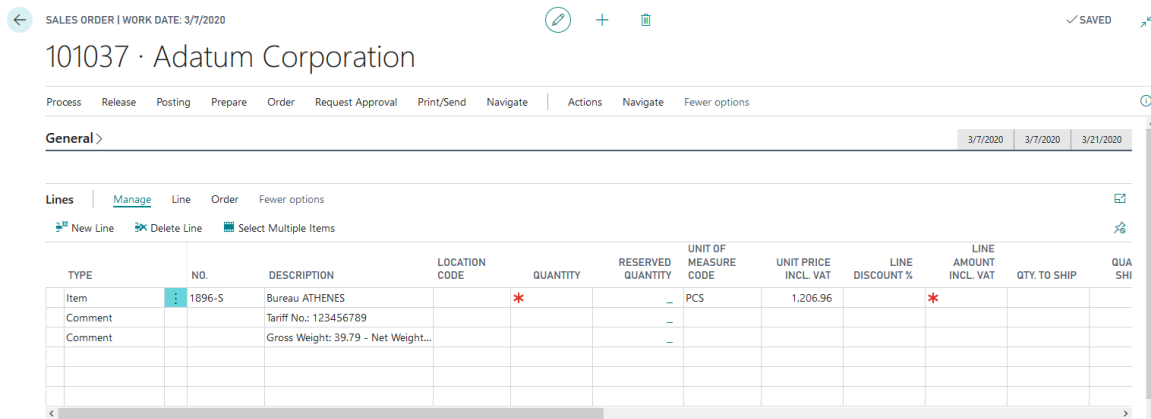 SALES ORDER | WORK DATE: 3/7/2020
SAVED
101037 · Adatum Corporation
Process Release Posting Prepare Order Request Approval Print/Send Navigate Actions Navigate Fewer options
General
3/7/2020 3/7/2020 3/21/2020
Lines Manage Line Order Fewer options
New Line Delete Line Select Multiple Items
TYPE NO. DESCRIPTION LOCATION CODE QUANTITY RESERVED QUANTITY UNIT OF MEASURE CODE UNIT PRICE INCL. VAT LINE DISCOUNT % LINE AMOUNT INCL. VAT QTY. TO SHIP QUA SHI
Item 1896-S Bureau ATHENES * _ PCS 1,206.96 *
Comment Tariff No.: 123456789 _
Comment Gross Weight: 39.79 - Net Weight... _